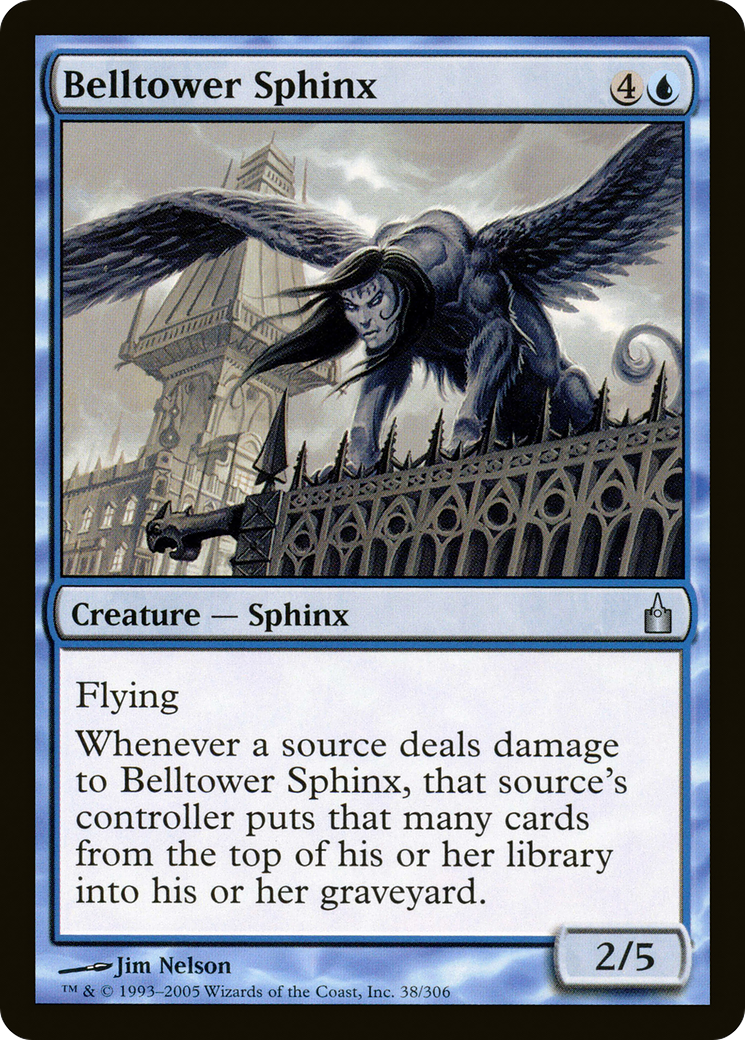 Belltower Sphinx 4
Creature — Sphinx
Flying
Whenever a source deals damage
to Belltower Sphinx, that source's
controller puts that many cards
from the top of his or her library
into his or her graveyard.
2/5
Jim Nelson
™ & © 1993–2005 Wizards of the Coast, Inc. 38/306